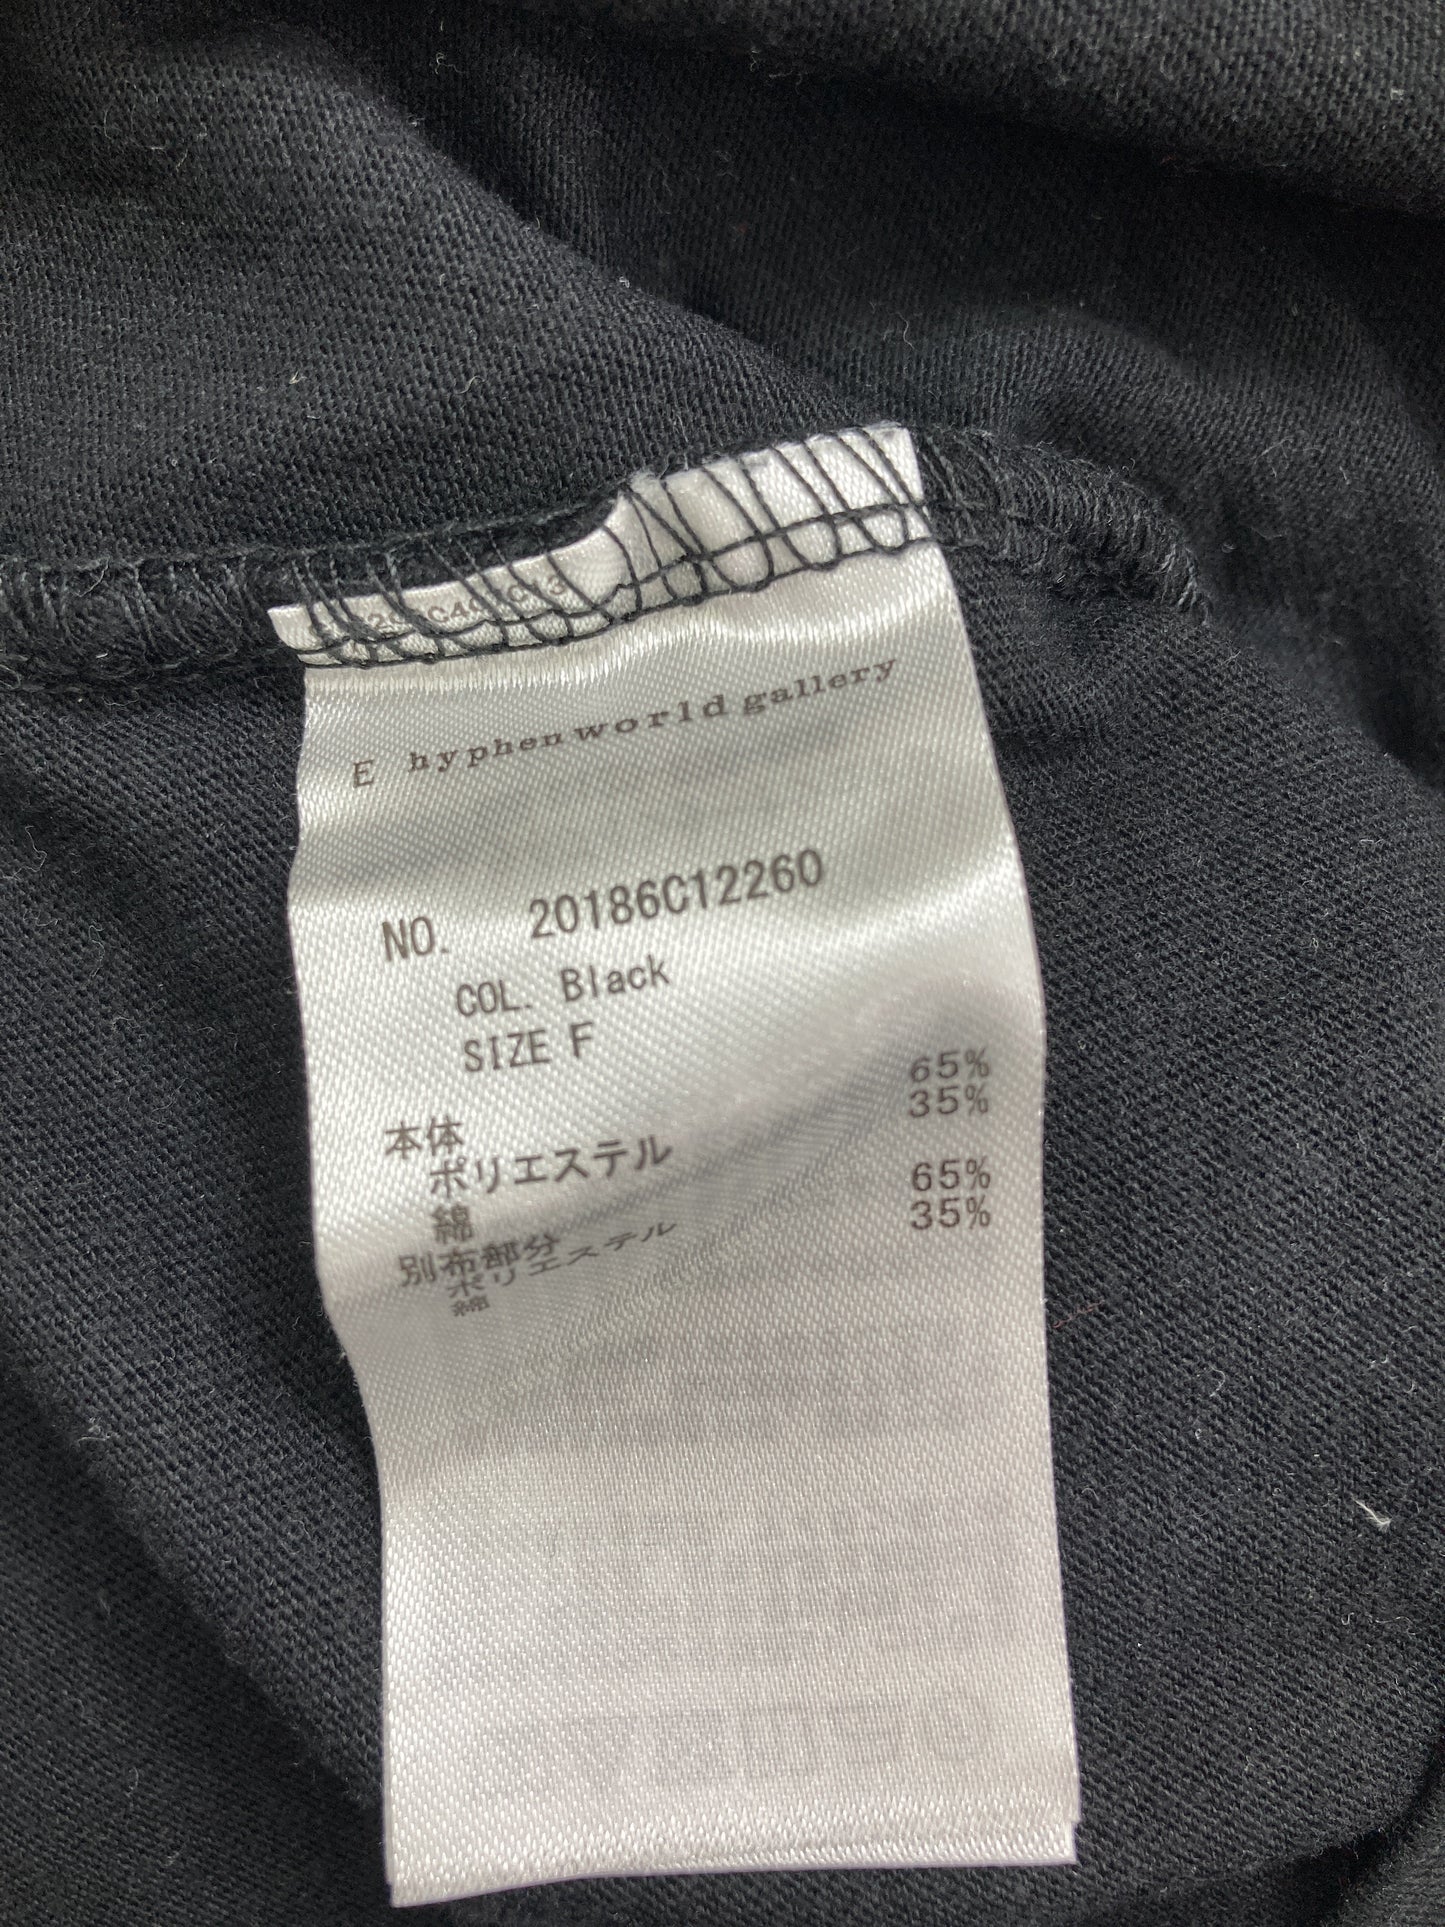 E hyphen world gallery
NO. 20186C12260
COL. Black
SIZE F
本体
ポリエステル 65%
綿 35%
別布部分
ポリエステル 65%
綿 35%